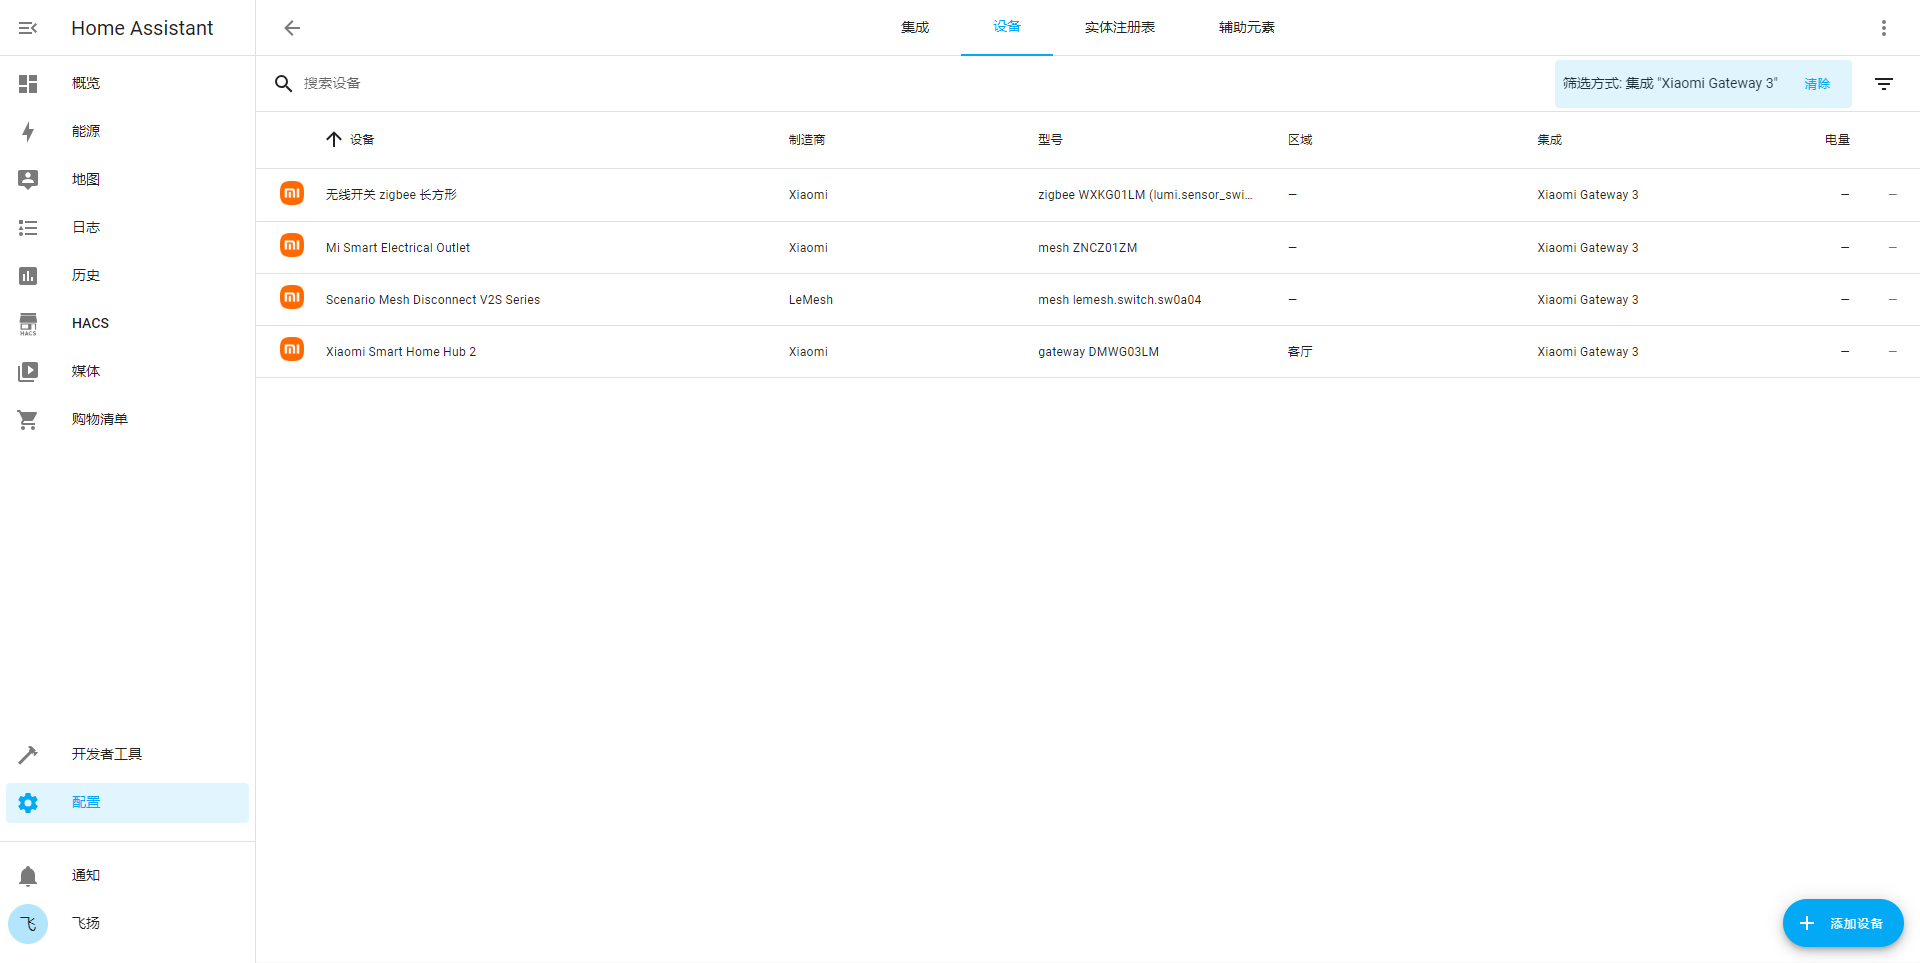 Home Assistant
集成 设备 实体注册表 辅助元素
概览
能源
地图
日志
历史
HACS
HACS
媒体
购物清单
开发者工具
配置
通知
飞 飞扬
搜索设备 筛选方式: 集成 "Xiaomi Gateway 3" 清除
设备 制造商 型号 区域 集成 电量
mi 无线开关 zigbee 长方形 Xiaomi zigbee WXKG01LM (lumi.sensor_swi... – Xiaomi Gateway 3 – –
mi Mi Smart Electrical Outlet Xiaomi mesh ZNCZ01ZM – Xiaomi Gateway 3 – –
mi Scenario Mesh Disconnect V2S Series LeMesh mesh lemesh.switch.sw0a04 – Xiaomi Gateway 3 – –
mi Xiaomi Smart Home Hub 2 Xiaomi gateway DMWG03LM 客厅 Xiaomi Gateway 3 – –
添加设备